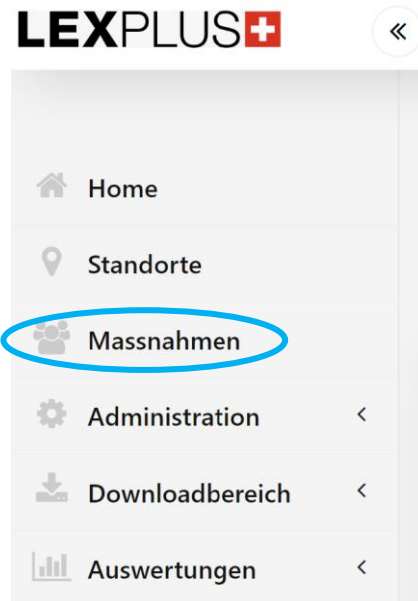 LEXPLUS
Home
Standorte
Massnahmen
Administration
Downloadbereich
Auswertungen